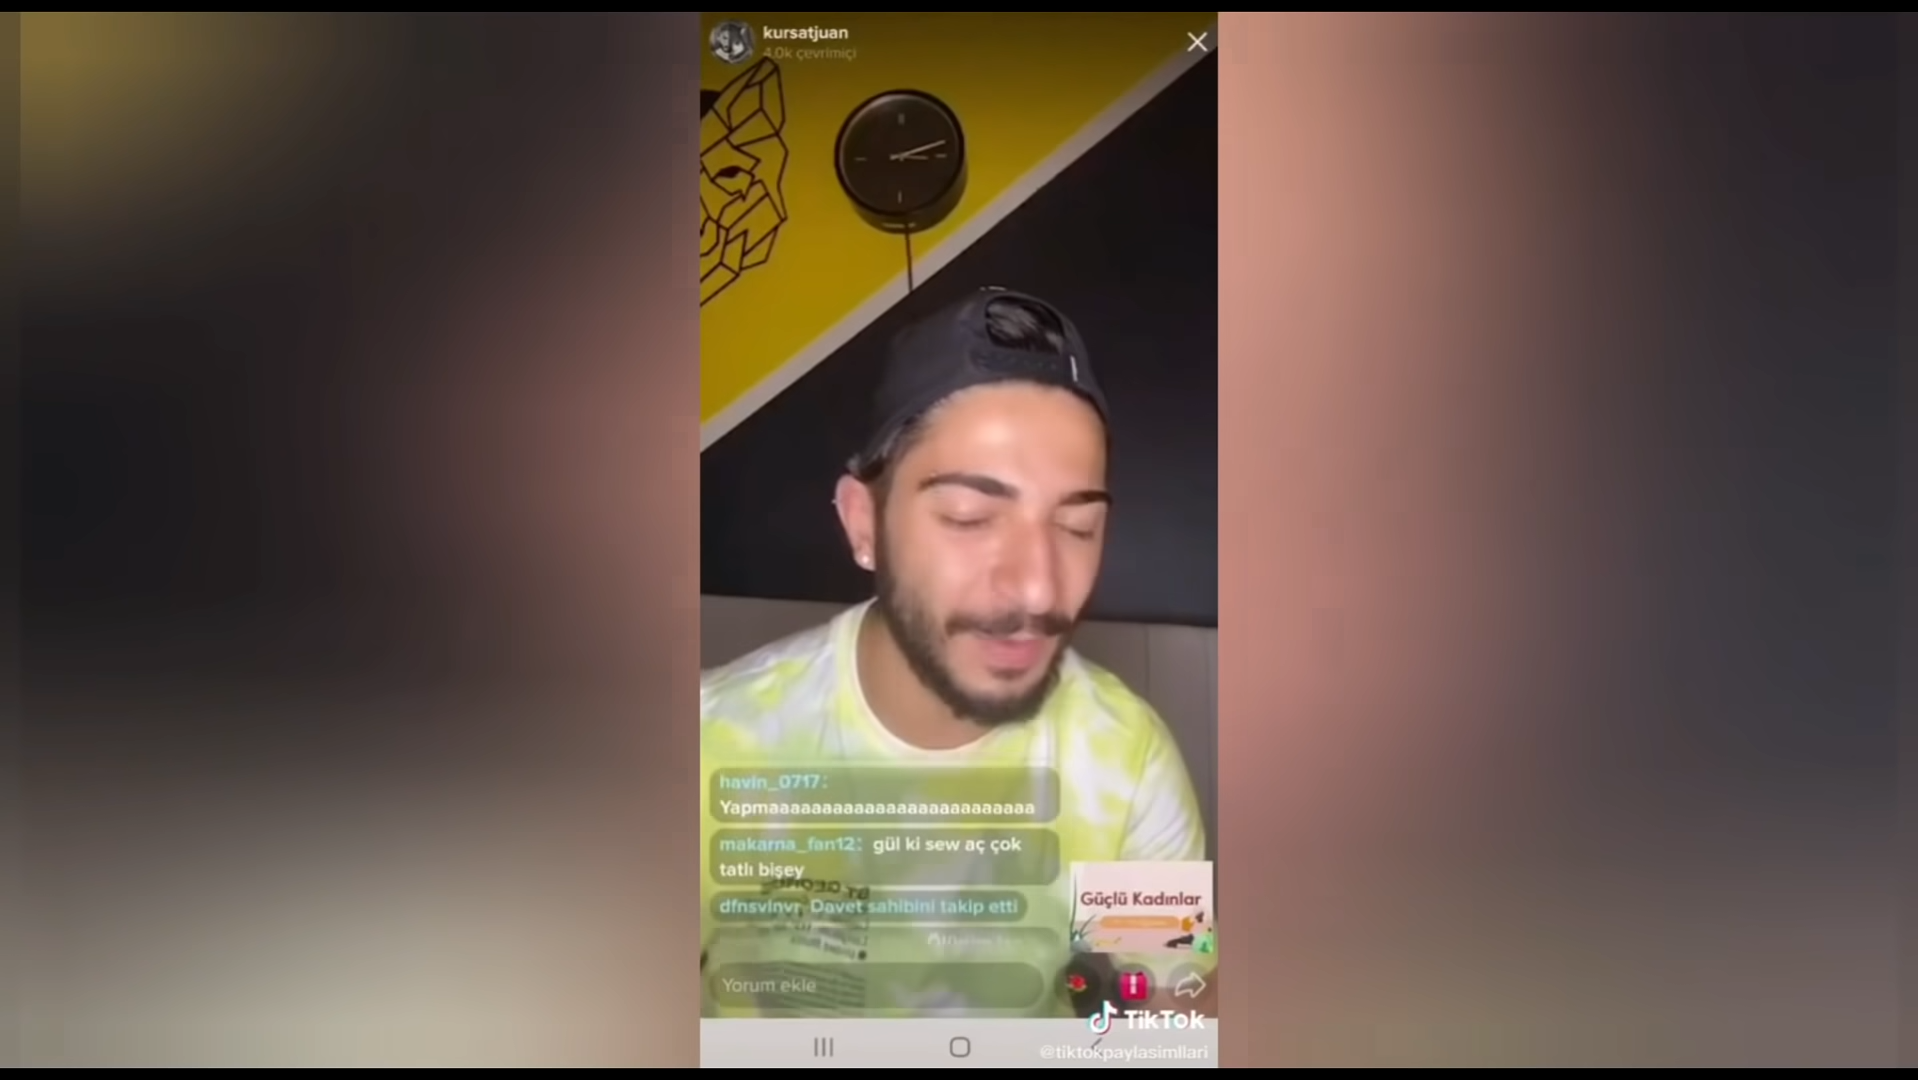 kursatjuan
4.0k çevrimiçi
havin_0717:
Yapmaaaaaaaaaaaaaaaaaaaaaaaaa
makarna_fan12: gül ki sew aç çok
tatlı bişey
dfnsvlnvr Davet sahibini takip etti
Güçlü Kadınlar
Yorum ekle
TikTok
@tiktokpaylasimllari